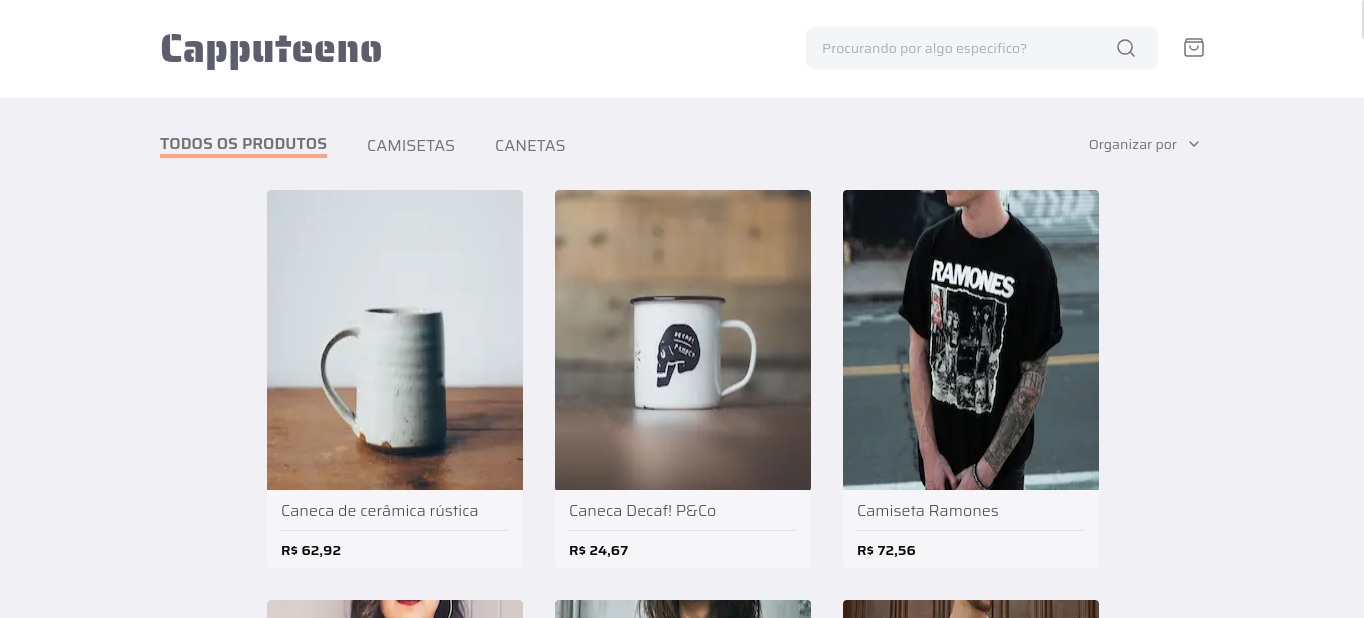 Capputeeno
Procurando por algo específico?
TODOS OS PRODUTOS
CAMISETAS
CANETAS
Organizar por
DECAF!
RAMONES
Caneca de cerâmica rústica
R$ 62,92
Caneca Decaf! P&Co
R$ 24,67
Camiseta Ramones
R$ 72,56